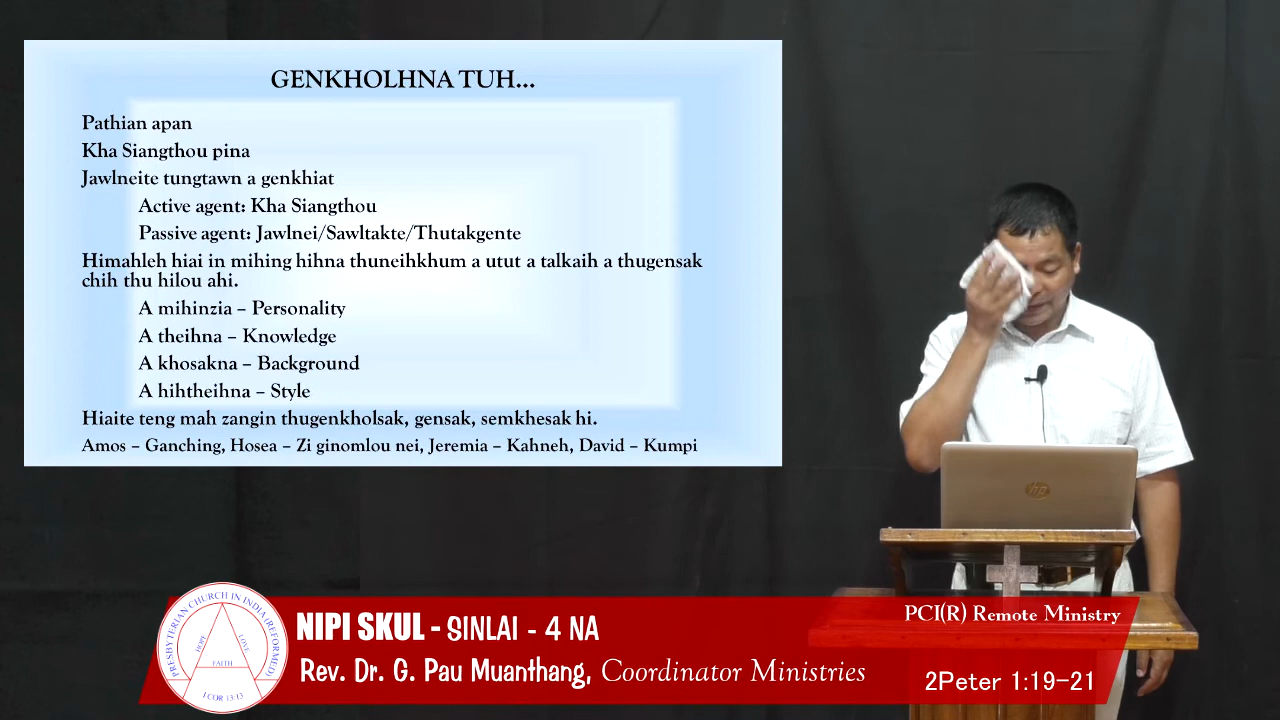 GENKHOLHNA TUH...
Pathian apan
Kha Siangthou pina
Jawlneite tungtawn a genkhiat
Active agent: Kha Siangthou
Passive agent: Jawlnei/Sawltakte/Thutakgente
Himahleh hiai in mihing hihna thuneihkhum a utut a talkaih a thugensak
chih thu hilou ahi.
A mihinzia – Personality
A theihna – Knowledge
A khosakna – Background
A hihtheihna – Style
Hiaite teng mah zangin thugenkholsak, gensak, semkhesak hi.
Amos – Ganching, Hosea – Zi ginomlou nei, Jeremia – Kahneh, David – Kumpi
hp
PRESBYTERIAN CHURCH IN INDIA (REFORMED)
HOPE
LOVE
FAITH
I COR 13:13
NIPI SKUL - SINLAI - 4 NA
Rev. Dr. G. Pau Muanthang, Coordinator Ministries
PCI(R) Remote Ministry
2Peter 1:19-21